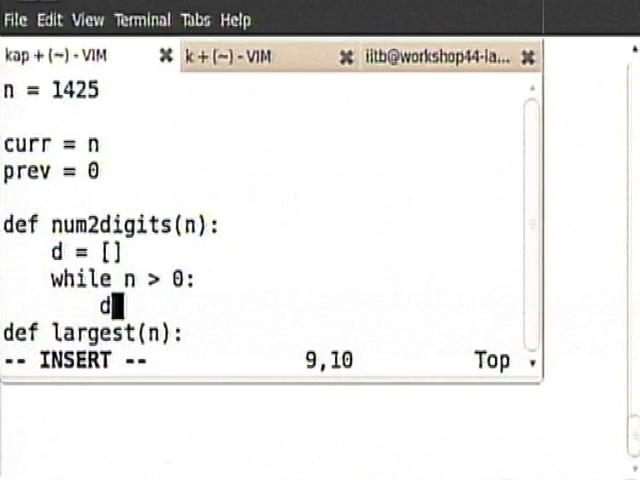 File Edit View Terminal Tabs Help
kap + (~) - VIM
k + (~) - VIM
iitb@workshop44-la...
n = 1425
curr = n
prev = 0
def num2digits(n):
d = []
while n > 0:
d
def largest(n):
-- INSERT -- 9,10 Top